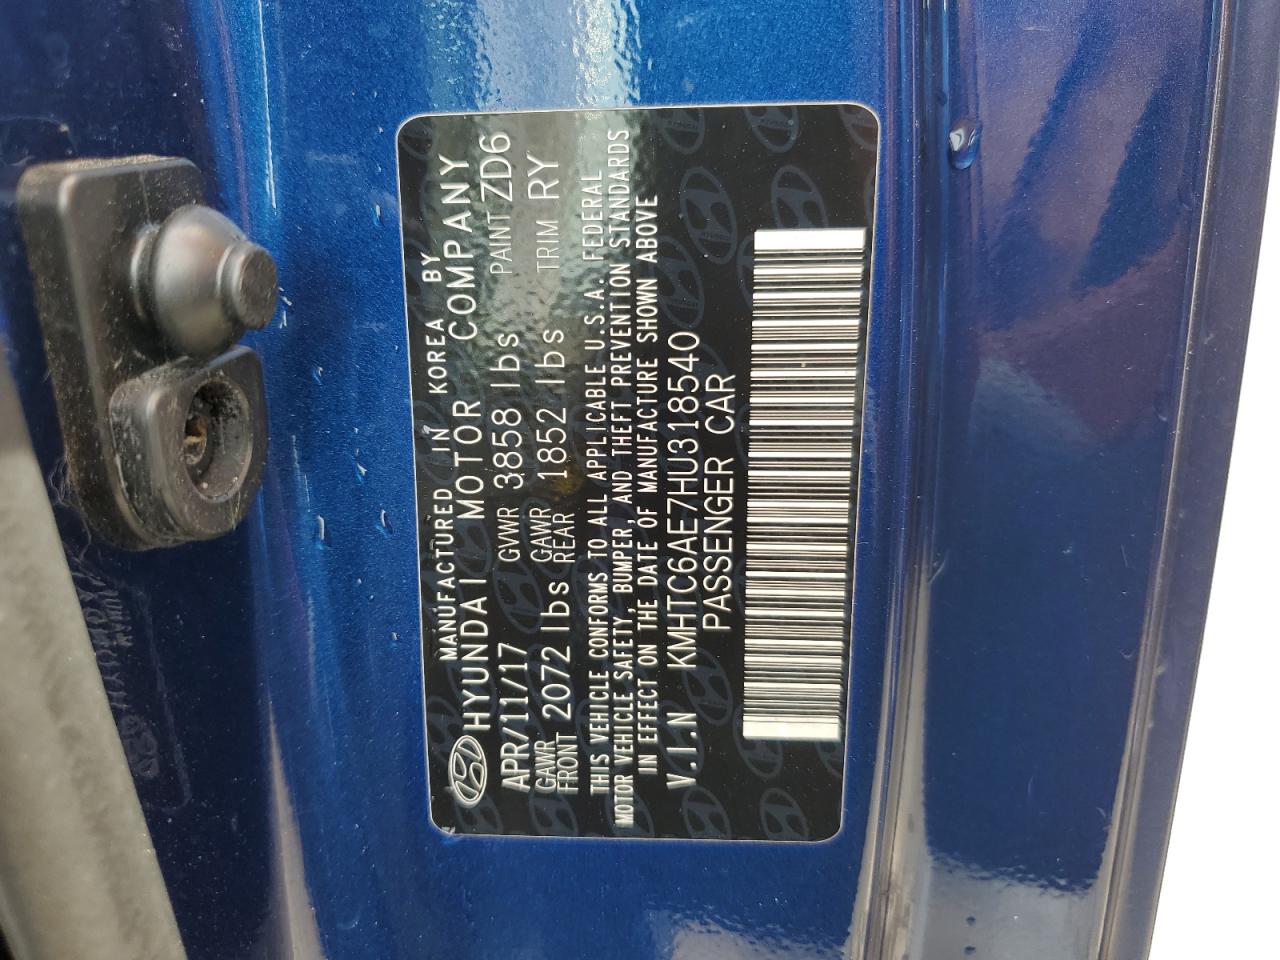 MANUFACTURED IN KOREA BY
HYUNDAI MOTOR COMPANY
APR/11/17 GVWR 3858 lbs PAINT ZD6
GAWR FRONT 2072 lbs GAWR REAR 1852 lbs TRIM RY
THIS VEHICLE CONFORMS TO ALL APPLICABLE U.S.A. FEDERAL
MOTOR VEHICLE SAFETY, BUMPER, AND THEFT PREVENTION STANDARDS
IN EFFECT ON THE DATE OF MANUFACTURE SHOWN ABOVE
V.I.N KMHTC6AE7HU318540
PASSENGER CAR